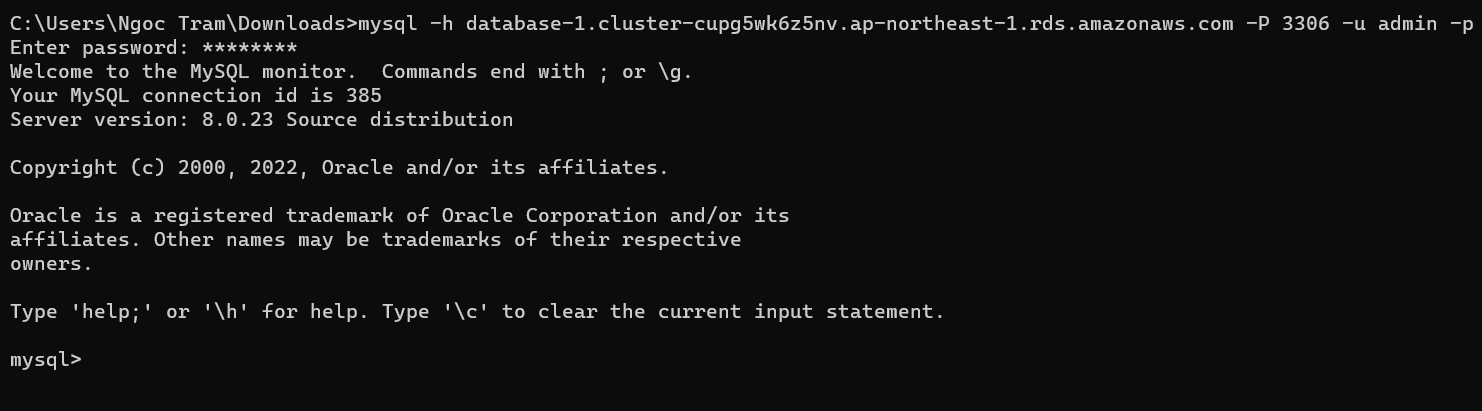 C:\Users\Ngoc Tram\Downloads>mysql -h database-1.cluster-cupg5wk6z5nv.ap-northeast-1.rds.amazonaws.com -P 3306 -u admin -p
Enter password: ********
Welcome to the MySQL monitor.  Commands end with ; or \g.
Your MySQL connection id is 385
Server version: 8.0.23 Source distribution
Copyright (c) 2000, 2022, Oracle and/or its affiliates.
Oracle is a registered trademark of Oracle Corporation and/or its
affiliates. Other names may be trademarks of their respective
owners.
Type 'help;' or '\h' for help. Type '\c' to clear the current input statement.
mysql>